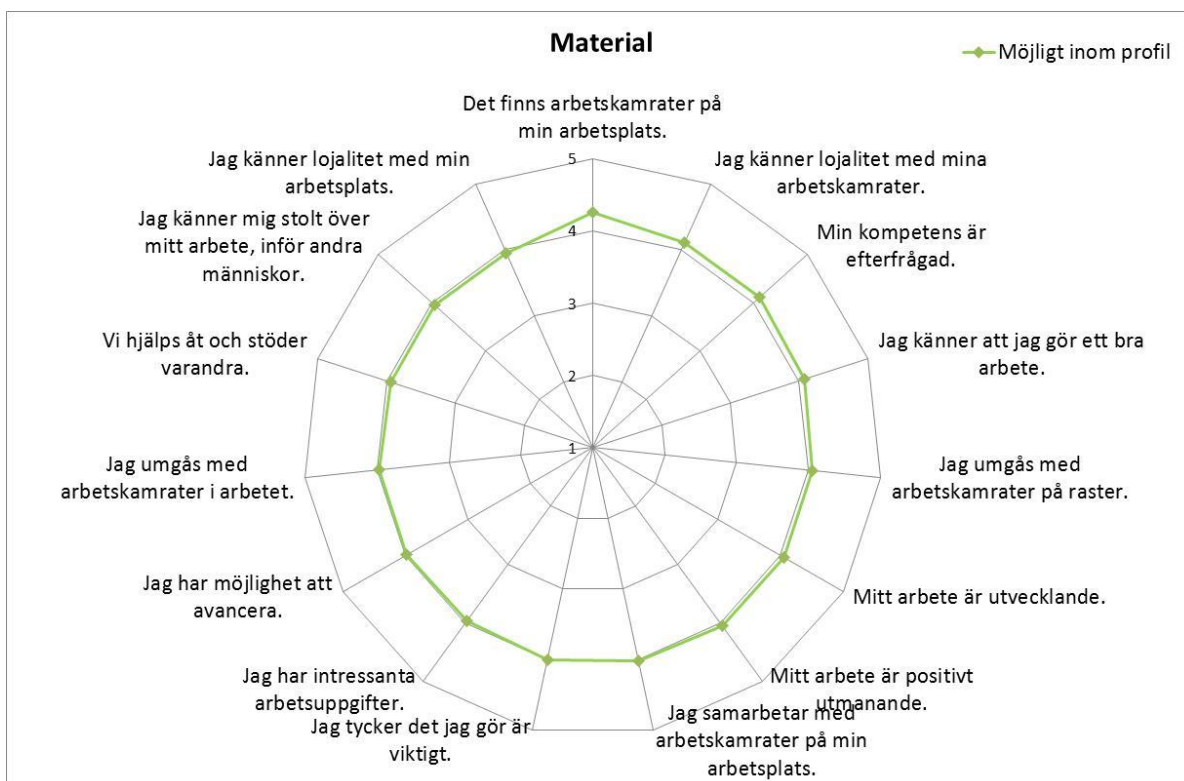 Material
Möjligt inom profil
Det finns arbetskamrater på
min arbetsplats.
Jag känner lojalitet med mina
arbetskamrater.
Min kompetens är
efterfrågad.
Jag känner att jag gör ett bra
arbete.
Jag umgås med
arbetskamrater på raster.
Mitt arbete är utvecklande.
Mitt arbete är positivt
utmanande.
Jag samarbetar med
arbetskamrater på min
arbetsplats.
Jag tycker det jag gör är
viktigt.
Jag har intressanta
arbetsuppgifter.
Jag har möjlighet att
avancera.
Jag umgås med
arbetskamrater i arbetet.
Vi hjälps åt och stöder
varandra.
Jag känner mig stolt över
mitt arbete, inför andra
människor.
Jag känner lojalitet med min
arbetsplats.
5
4
3
2
1